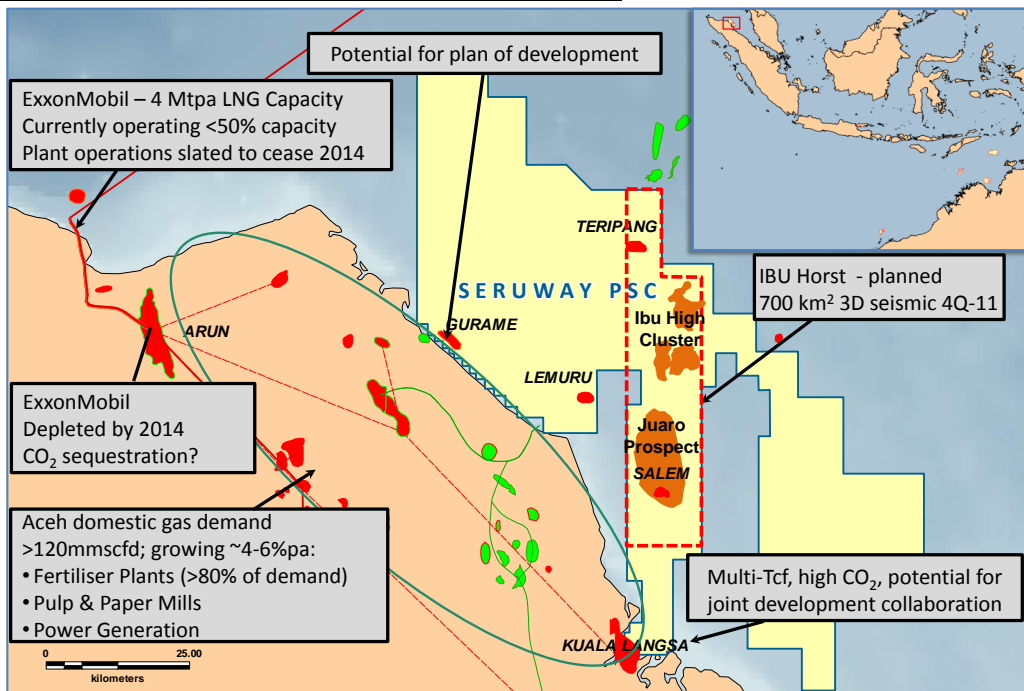 Potential for plan of development
ExxonMobil – 4 Mtpa LNG Capacity
Currently operating <50% capacity
Plant operations slated to cease 2014
TERIPANG
SERUWAY PSC
IBU Horst - planned
700 km² 3D seismic 4Q-11
Ibu High
Cluster
GURAME
ARUN
LEMURU
ExxonMobil
Depleted by 2014
CO₂ sequestration?
Juaro
Prospect
SALEM
Aceh domestic gas demand
>120mmscfd; growing ~4-6%pa:
• Fertiliser Plants (>80% of demand)
• Pulp & Paper Mills
• Power Generation
Multi-Tcf, high CO₂, potential for
joint development collaboration
KUALA LANGSA
0 25.00
kilometers